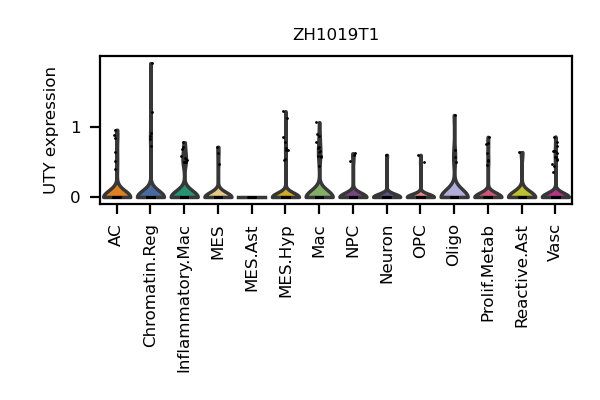 ZH1019T1
UTY expression
1
0
AC
Chromatin.Reg
Inflammatory.Mac
MES
MES.Ast
MES.Hyp
Mac
NPC
Neuron
OPC
Oligo
Prolif.Metab
Reactive.Ast
Vasc